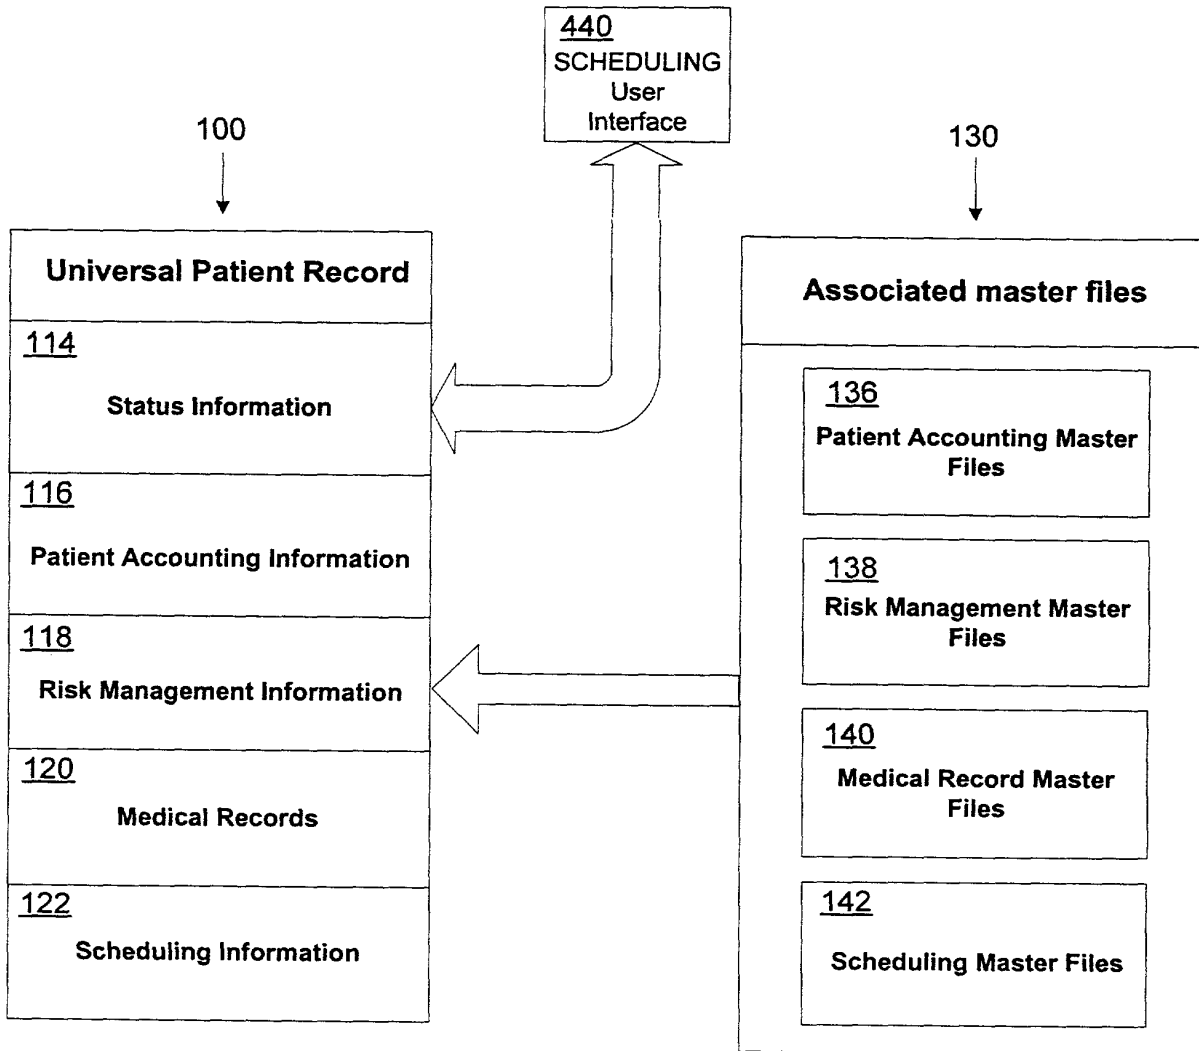 440
SCHEDULING
User
Interface
100
130
Universal Patient Record
114
Status Information
116
Patient Accounting Information
118
Risk Management Information
120
Medical Records
122
Scheduling Information
Associated master files
136
Patient Accounting Master
Files
138
Risk Management Master
Files
140
Medical Record Master
Files
142
Scheduling Master Files